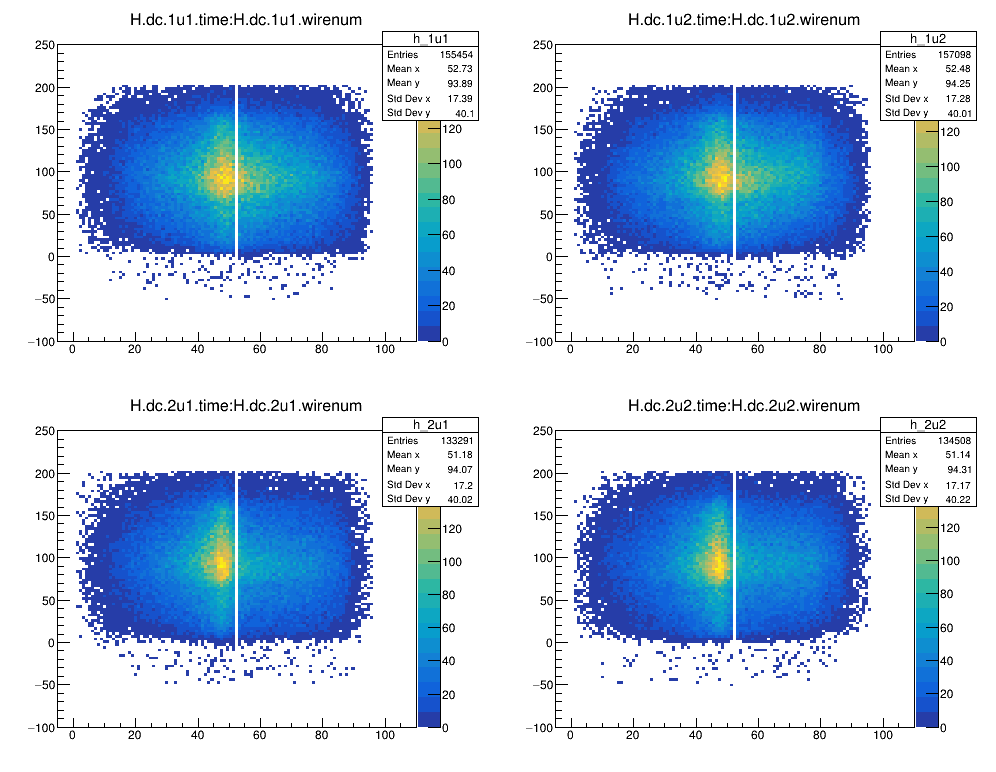 H.dc.1u1.time:H.dc.1u1.wirenum
h_1u1
Entries 155454
Mean x 52.73
Mean y 93.89
Std Dev x 17.39
Std Dev y 40.1
250
200
150
100
50
0
−50
−100
0 20 40 60 80 100
120
100
80
60
40
20
0
H.dc.1u2.time:H.dc.1u2.wirenum
h_1u2
Entries 157098
Mean x 52.48
Mean y 94.25
Std Dev x 17.28
Std Dev y 40.01
250
200
150
100
50
0
−50
−100
0 20 40 60 80 100
120
100
80
60
40
20
0
H.dc.2u1.time:H.dc.2u1.wirenum
h_2u1
Entries 133291
Mean x 51.18
Mean y 94.07
Std Dev x 17.2
Std Dev y 40.02
250
200
150
100
50
0
−50
−100
0 20 40 60 80 100
120
100
80
60
40
20
0
H.dc.2u2.time:H.dc.2u2.wirenum
h_2u2
Entries 134508
Mean x 51.14
Mean y 94.31
Std Dev x 17.17
Std Dev y 40.22
250
200
150
100
50
0
−50
−100
0 20 40 60 80 100
120
100
80
60
40
20
0